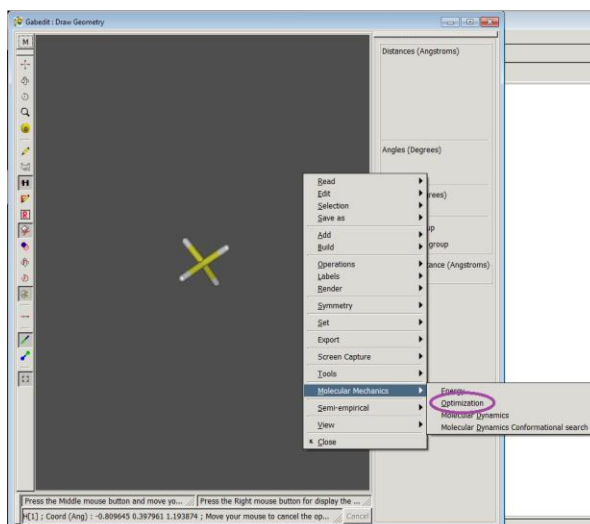 Gabedit : Draw Geometry
M
Distances (Angstroms)
Angles (Degrees)
Read
Edit
Selection
Save as
Add
Build
Operations
Labels
Render
Symmetry
Set
Export
Screen Capture
Tools
Molecular Mechanics
Semi-empirical
View
x Close
rees)
up
group
tance (Angstroms)
Energy
Optimization
Molecular Dynamics
Molecular Dynamics Conformational search
H
R
Press the Middle mouse button and move yo...
Press the Right mouse button for display the ...
H[1] ; Coord (Ang) : -0.809645 0.397961 1.193874 ; Move your mouse to cancel the op...
Cancel